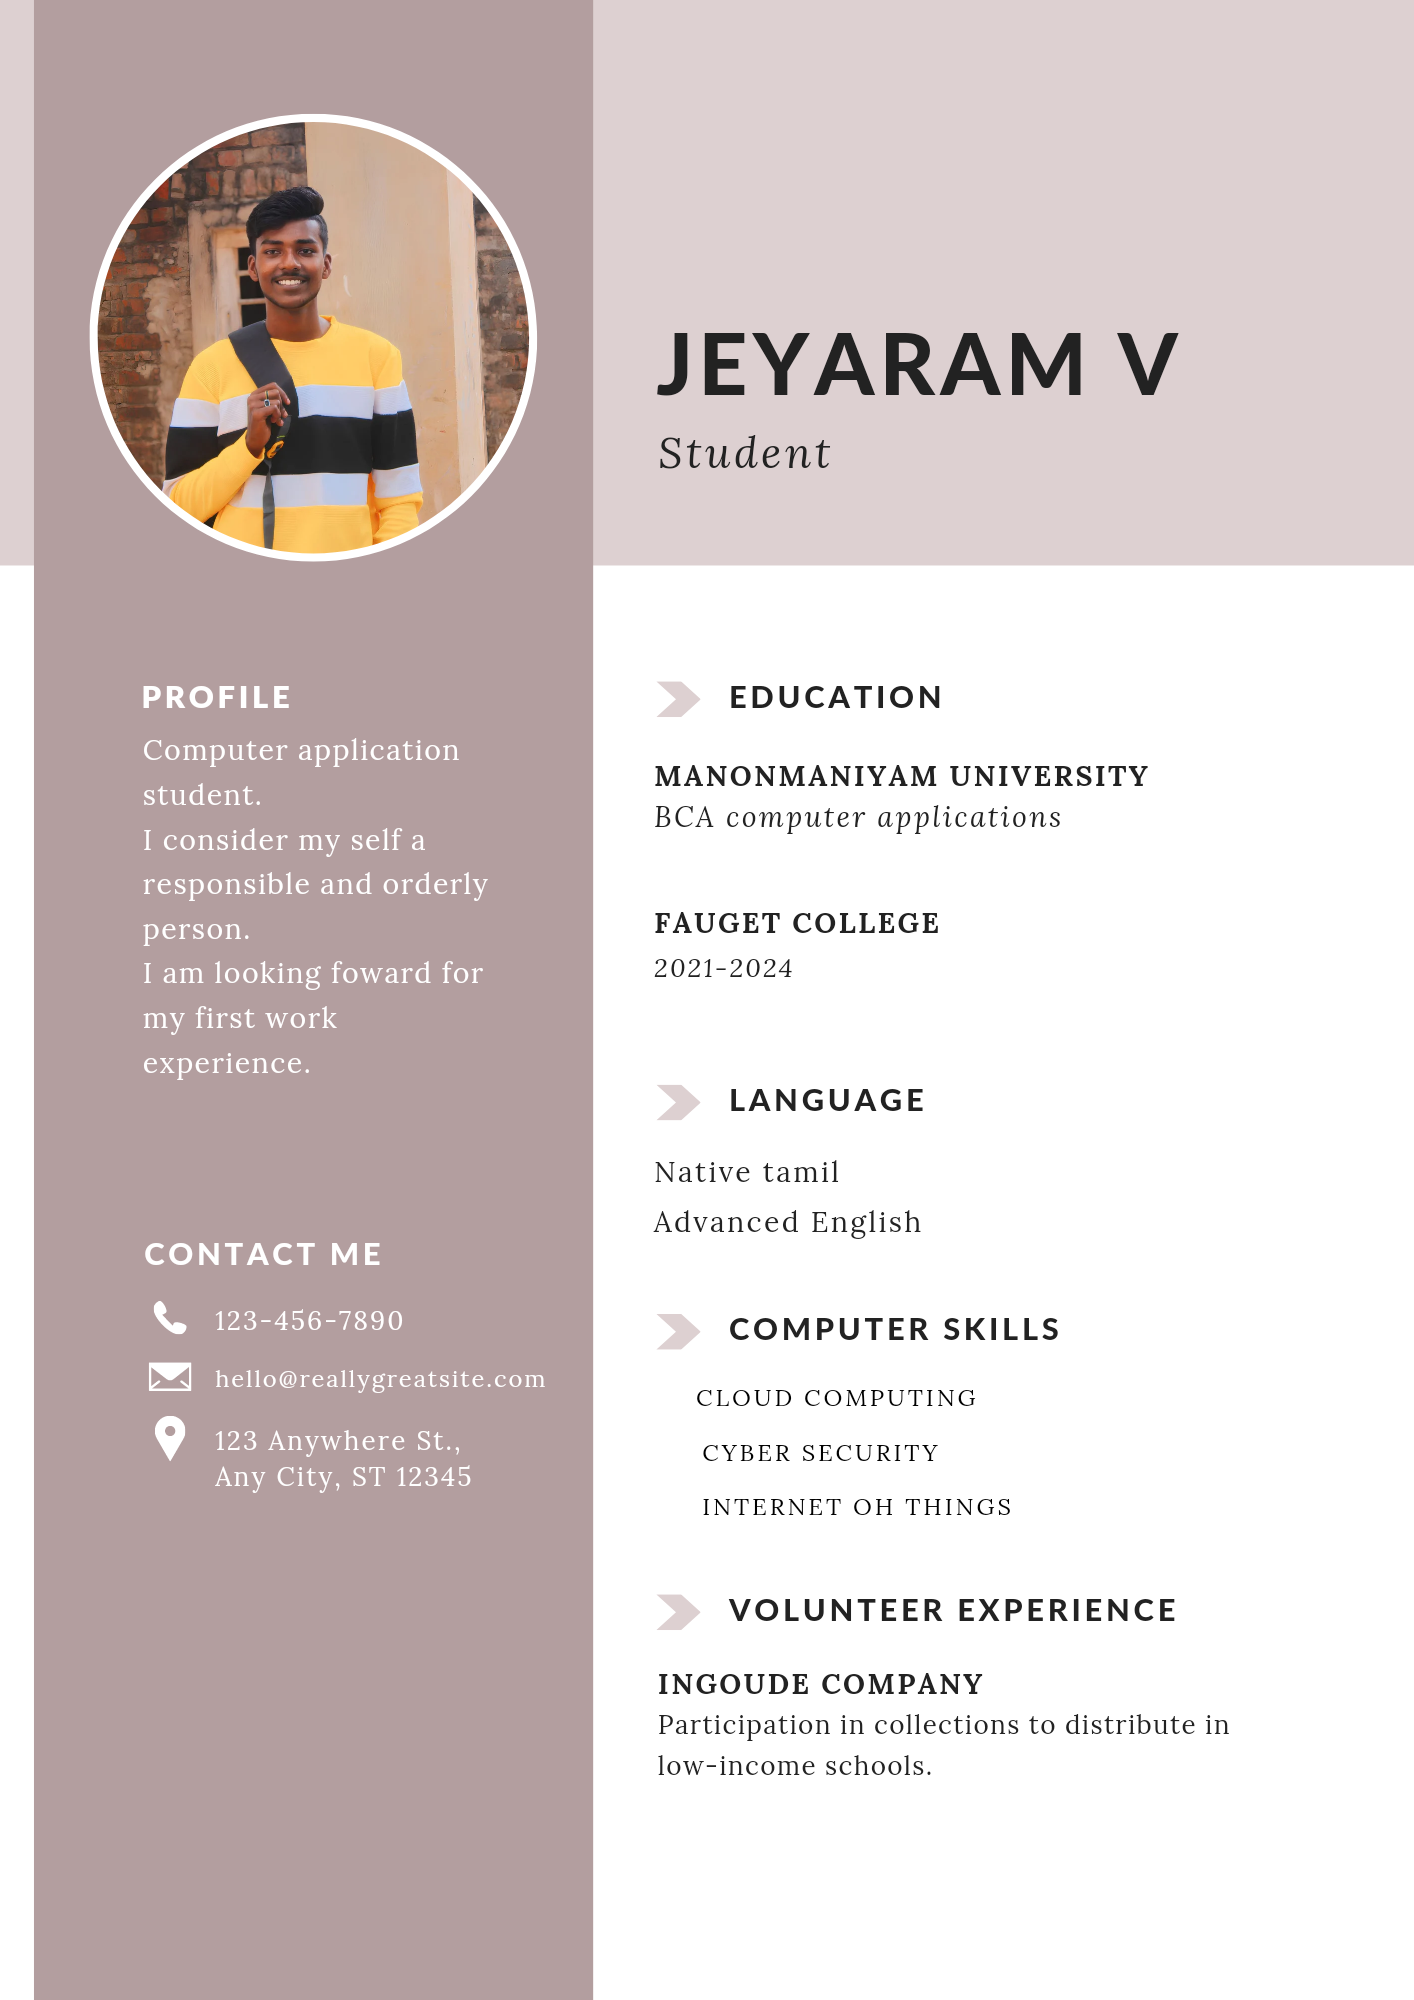 JEYARAM V
Student
PROFILE
Computer application
student.
I consider my self a
responsible and orderly
person.
I am looking foward for
my first work
experience.
CONTACT ME
123-456-7890
hello@reallygreatsite.com
123 Anywhere St.,
Any City, ST 12345
EDUCATION
MANONMANIYAM UNIVERSITY
BCA computer applications
FAUGET COLLEGE
2021-2024
LANGUAGE
Native tamil
Advanced English
COMPUTER SKILLS
CLOUD COMPUTING
CYBER SECURITY
INTERNET OH THINGS
VOLUNTEER EXPERIENCE
INGOUDE COMPANY
Participation in collections to distribute in
low-income schools.